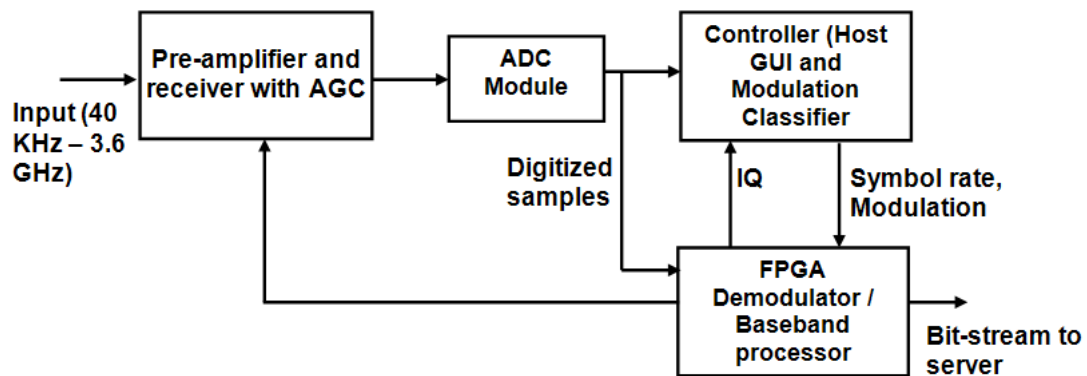 Pre-amplifier and
receiver with AGC
ADC
Module
Controller (Host
GUI and
Modulation
Classifier
Input (40
KHz – 3.6
GHz)
Digitized
samples
IQ
Symbol rate,
Modulation
FPGA
Demodulator /
Baseband
processor
Bit-stream to
server